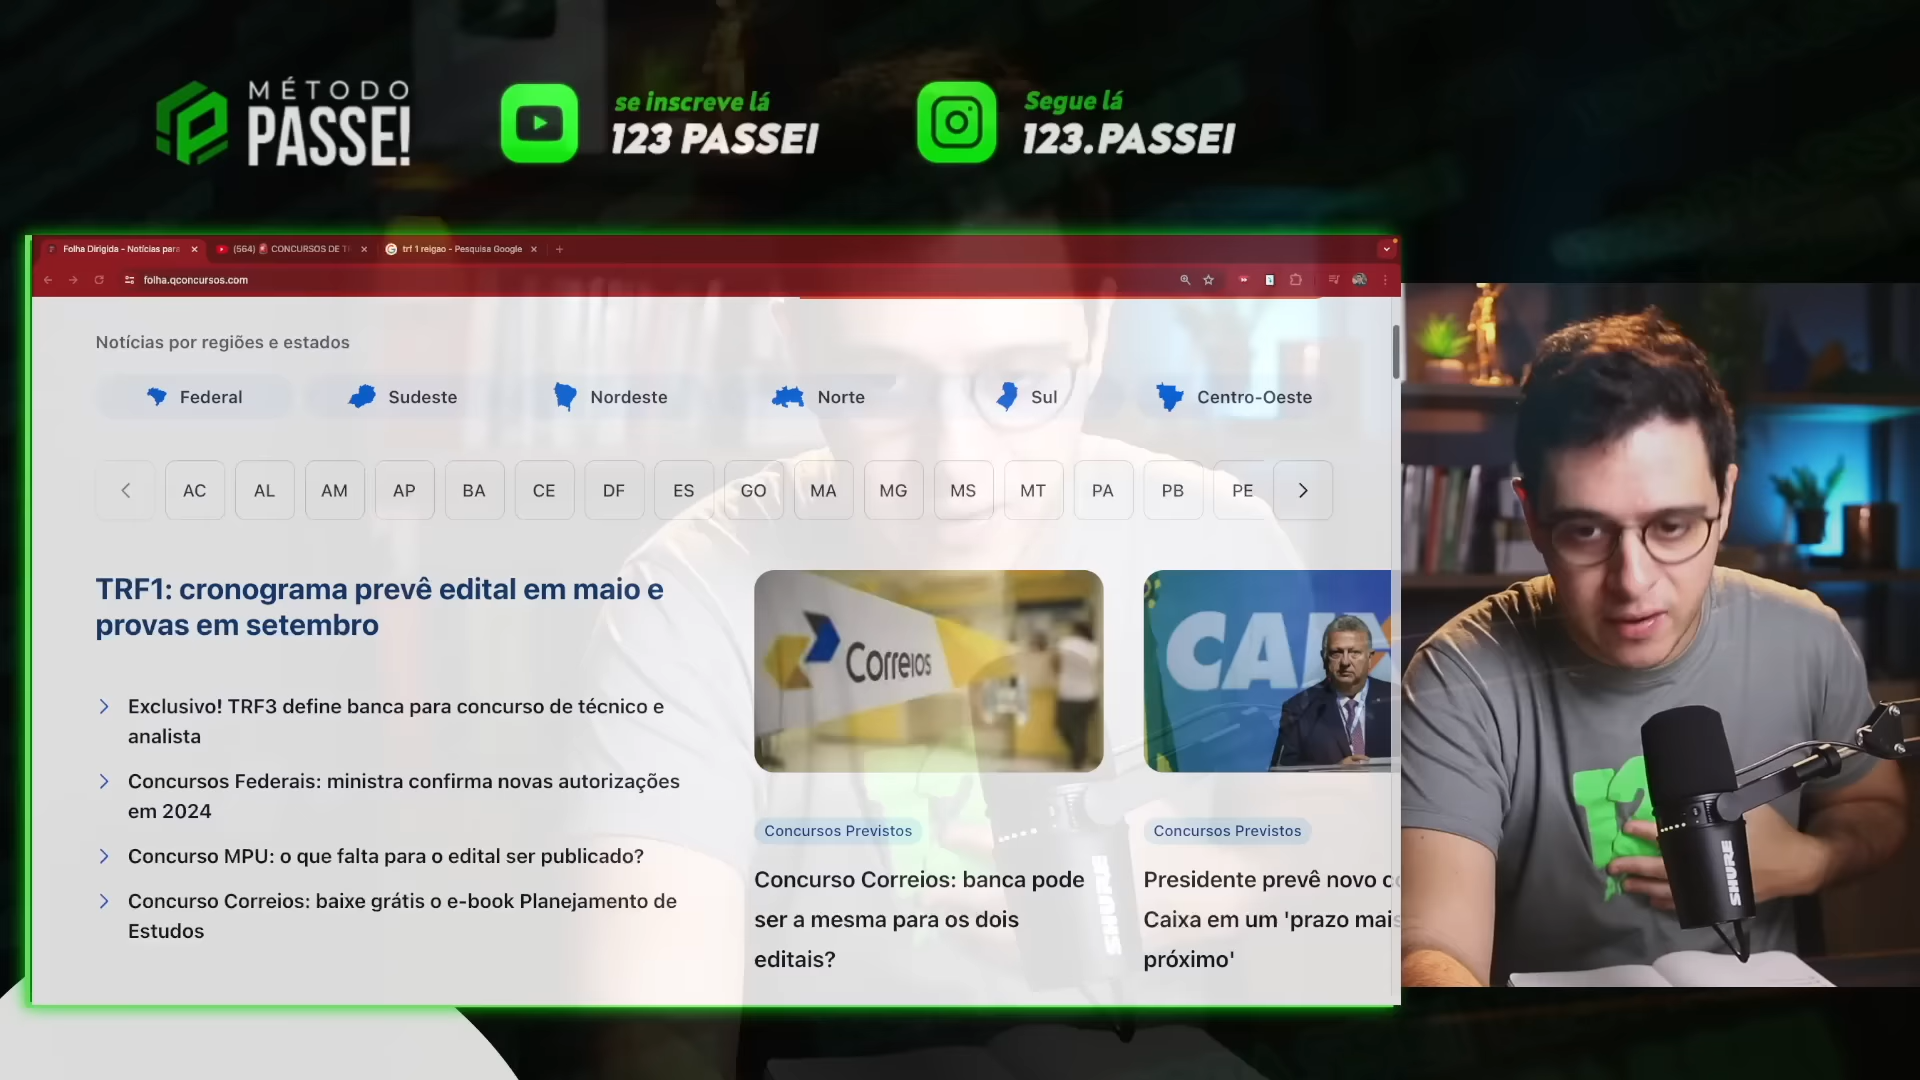 MÉTODO
PASSEI
se inscreve lá
123 PASSEI
Segue lá
123.PASSEI
Folha Dirigida - Notícias para
(564) CONCURSOS DE T
trf 1 reigao - Pesquisa Google
folha.qconcursos.com
Notícias por regiões e estados
Federal
Sudeste
Nordeste
Norte
Sul
Centro-Oeste
AC AL AM AP BA CE DF ES GO MA MG MS MT PA PB PE
TRF1: cronograma prevê edital em maio e
provas em setembro
Exclusivo! TRF3 define banca para concurso de técnico e
analista
Concursos Federais: ministra confirma novas autorizações
em 2024
Concurso MPU: o que falta para o edital ser publicado?
Concurso Correios: baixe grátis o e-book Planejamento de
Estudos
Correios
Concursos Previstos
Concurso Correios: banca pode
ser a mesma para os dois
editais?
CAIX
Concursos Previstos
Presidente prevê novo co
Caixa em um 'prazo mais
próximo'
SHURE
SHURE